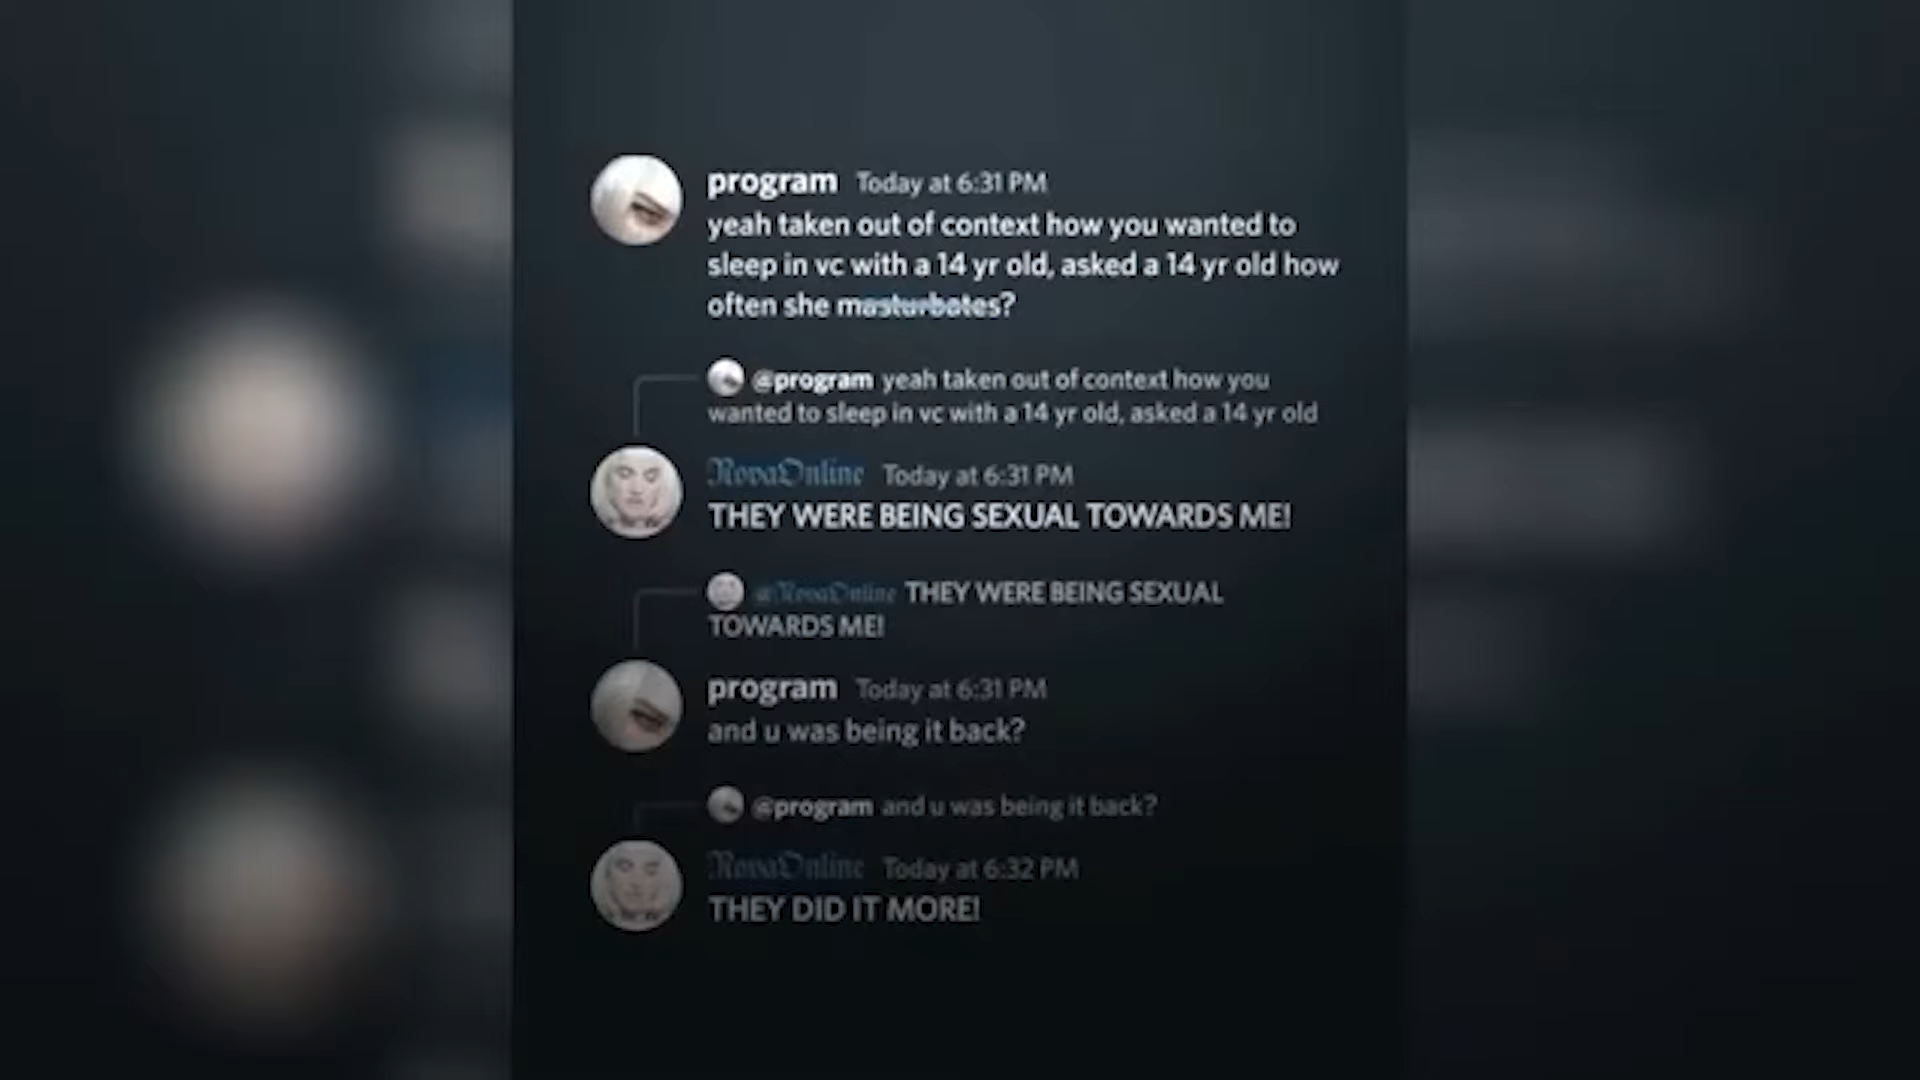 program Today at 6:31 PM
yeah taken out of context how you wanted to
sleep in vc with a 14 yr old, asked a 14 yr old how
often she masturbates?
@program yeah taken out of context how you
wanted to sleep in vc with a 14 yr old, asked a 14 yr old
NovaOnline Today at 6:31 PM
THEY WERE BEING SEXUAL TOWARDS ME!
@NovaOnline THEY WERE BEING SEXUAL
TOWARDS ME!
program Today at 6:31 PM
and u was being it back?
@program and u was being it back?
NovaOnline Today at 6:32 PM
THEY DID IT MORE!